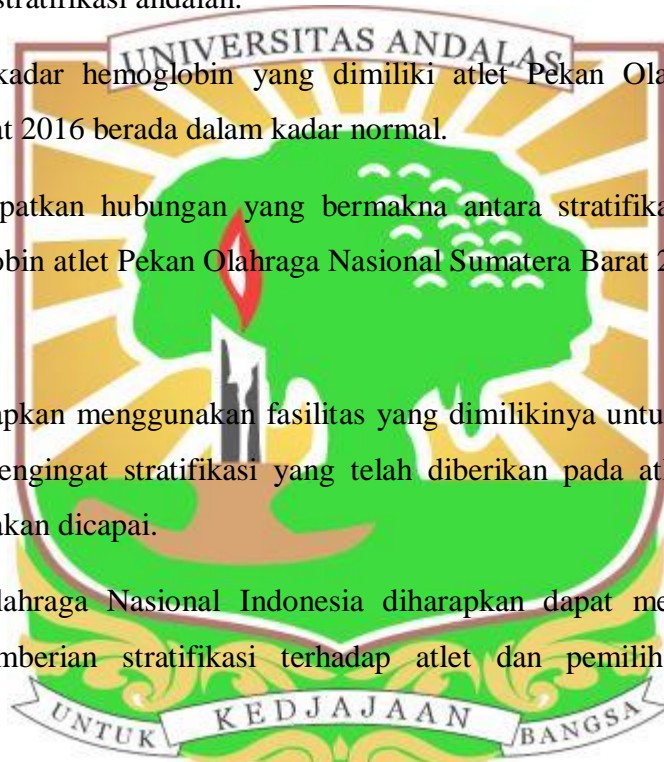 stratifikasi andalan.
UNIVERSITAS ANDALAS
kadar hemoglobin yang dimiliki atlet Pekan Ola
at 2016 berada dalam kadar normal.
patkan hubungan yang bermakna antara stratifika
obin atlet Pekan Olahraga Nasional Sumatera Barat 2
apkan menggunakan fasilitas yang dimilikinya untu
engingat stratifikasi yang telah diberikan pada atl
akan dicapai.
lahraga Nasional Indonesia diharapkan dapat me
mberian stratifikasi terhadap atlet dan pemilih
UNTUK KEDJAJAAN BANGSA